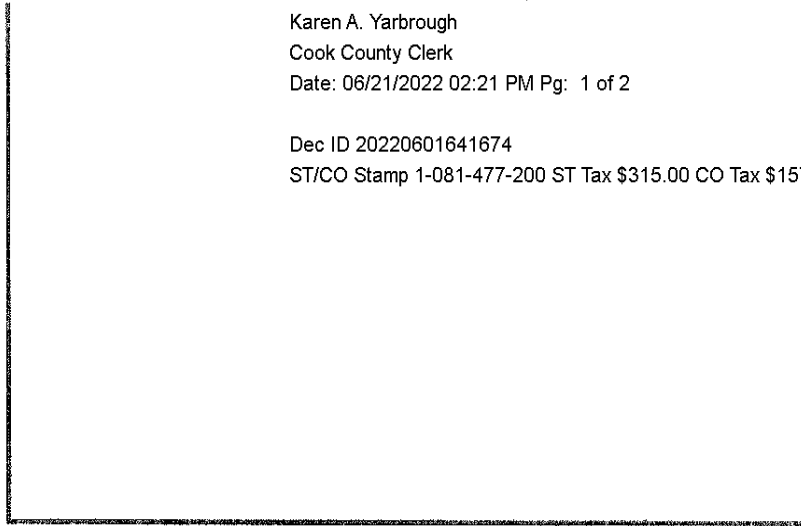 Karen A. Yarbrough
Cook County Clerk
Date: 06/21/2022 02:21 PM Pg: 1 of 2
Dec ID 20220601641674
ST/CO Stamp 1-081-477-200 ST Tax $315.00 CO Tax